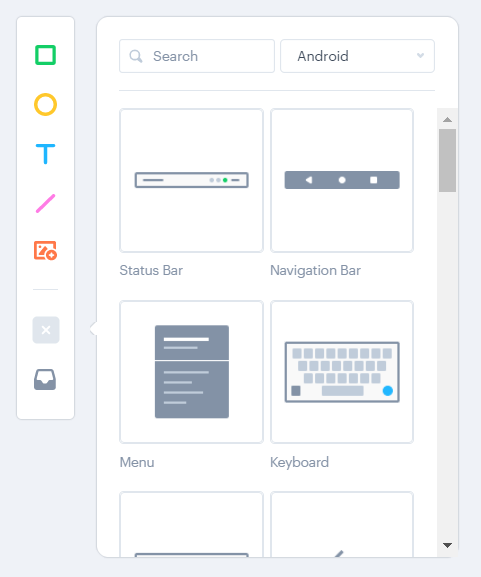 Search
Android
Status Bar
Navigation Bar
Menu
Keyboard